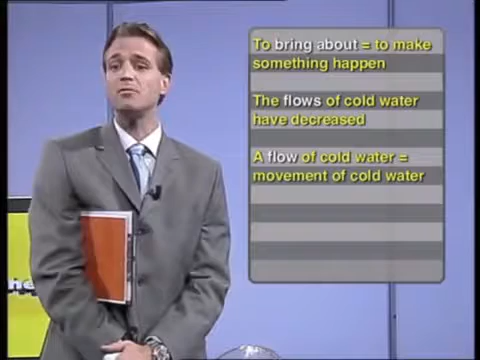 To bring about = to make
something happen
The flows of cold water
have decreased
A flow of cold water =
movement of cold water
he